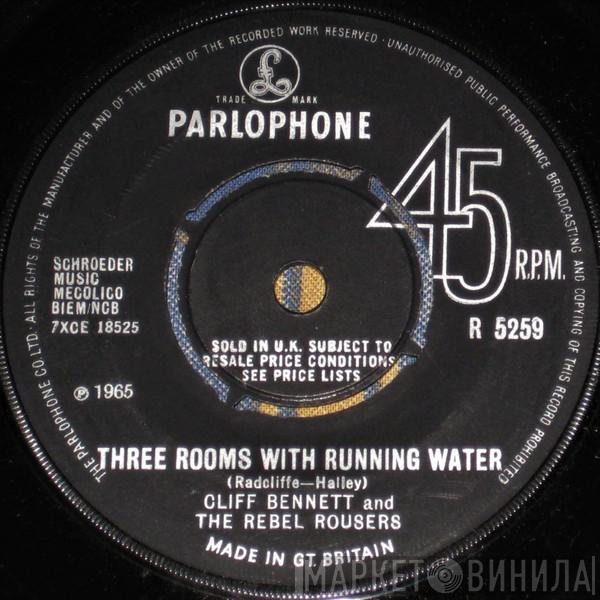 THE PARLOPHONE CO LTD. · ALL RIGHTS OF THE MANUFACTURER AND OF THE OWNER OF THE RECORDED WORK RESERVED · UNAUTHORISED PUBLIC PERFORMANCE BROADCASTING AND COPYING OF THIS RECORD PROHIBITED
£
TRADE MARK
PARLOPHONE
45
R.P.M.
SCHROEDER
MUSIC
MECOLICO
BIEM/NCB
7XCE 18525
R 5259
SOLD IN U.K. SUBJECT TO
RESALE PRICE CONDITIONS
SEE PRICE LISTS
℗ 1965
THREE ROOMS WITH RUNNING WATER
(Radcliffe—Halley)
CLIFF BENNETT and
THE REBEL ROUSERS
MADE IN GT. BRITAIN
МАРКЕТ ВИНИЛА